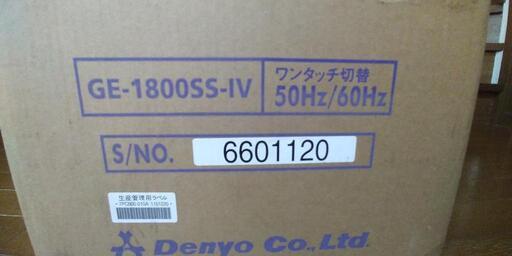 GE-1800SS-IV
ワンタッチ切替
50Hz/60Hz
S/NO. 6601120
生産管理用ラベル
Denyo Co., Ltd.